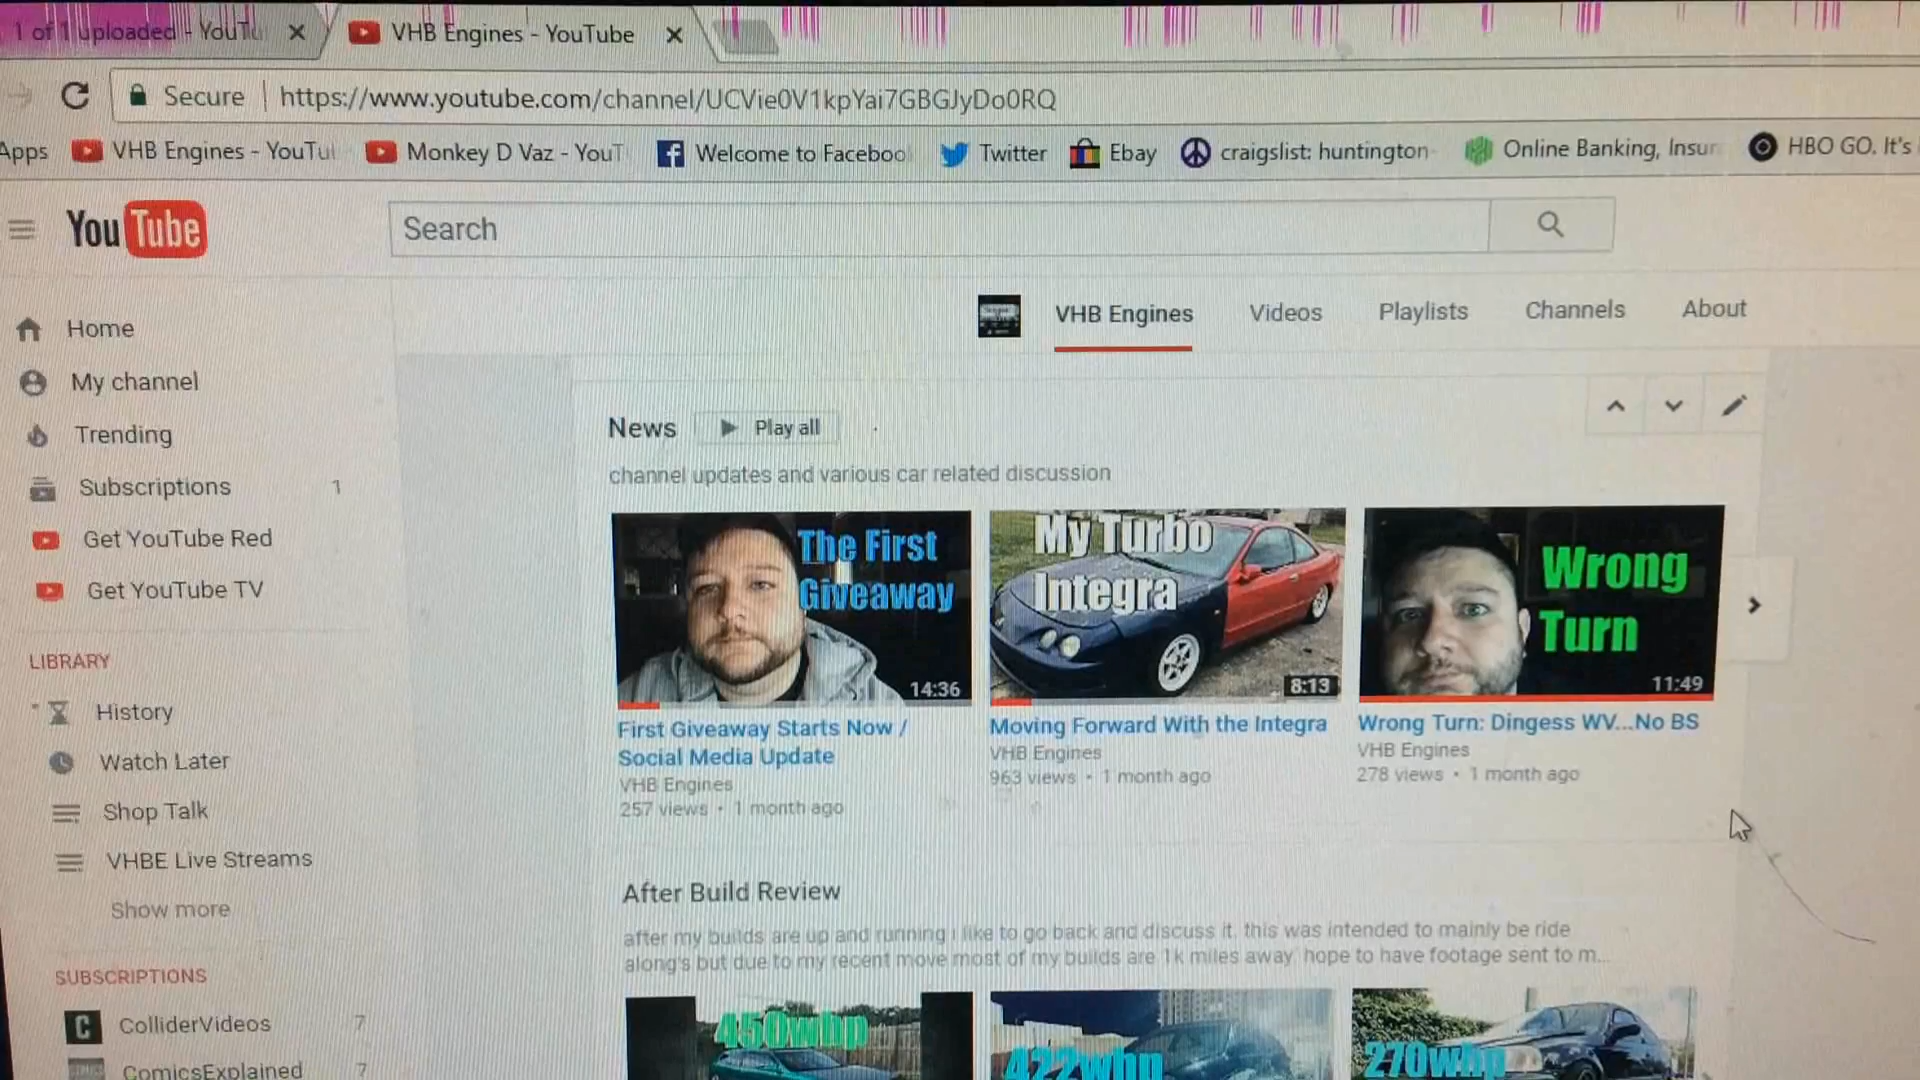 1 of 1 uploaded - YouTu
VHB Engines - YouTube
Secure
https://www.youtube.com/channel/UCVie0V1kpYai7GBGJyDo0RQ
Apps
VHB Engines - YouTu
Monkey D Vaz - YouT
Welcome to Faceboo
Twitter
Ebay
craigslist: huntington
Online Banking, Insur
HBO GO. It's
YouTube
Search
VHB Engines
Videos
Playlists
Channels
About
Home
My channel
Trending
Subscriptions 1
Get YouTube Red
Get YouTube TV
LIBRARY
History
Watch Later
Shop Talk
VHBE Live Streams
Show more
SUBSCRIPTIONS
ColliderVideos 7
ComicsExplained 7
News
Play all
channel updates and various car related discussion
The First
Giveaway
14:36
First Giveaway Starts Now /
Social Media Update
VHB Engines
257 views • 1 month ago
My Turbo
Integra
8:13
Moving Forward With the Integra
VHB Engines
963 views • 1 month ago
Wrong
Turn
11:49
Wrong Turn: Dingess WV...No BS
VHB Engines
278 views • 1 month ago
After Build Review
after my builds are up and running i like to go back and discuss it. this was intended to mainly be ride
along's but due to my recent move most of my builds are 1k miles away. hope to have footage sent to m...
450whp
422whp
270whp